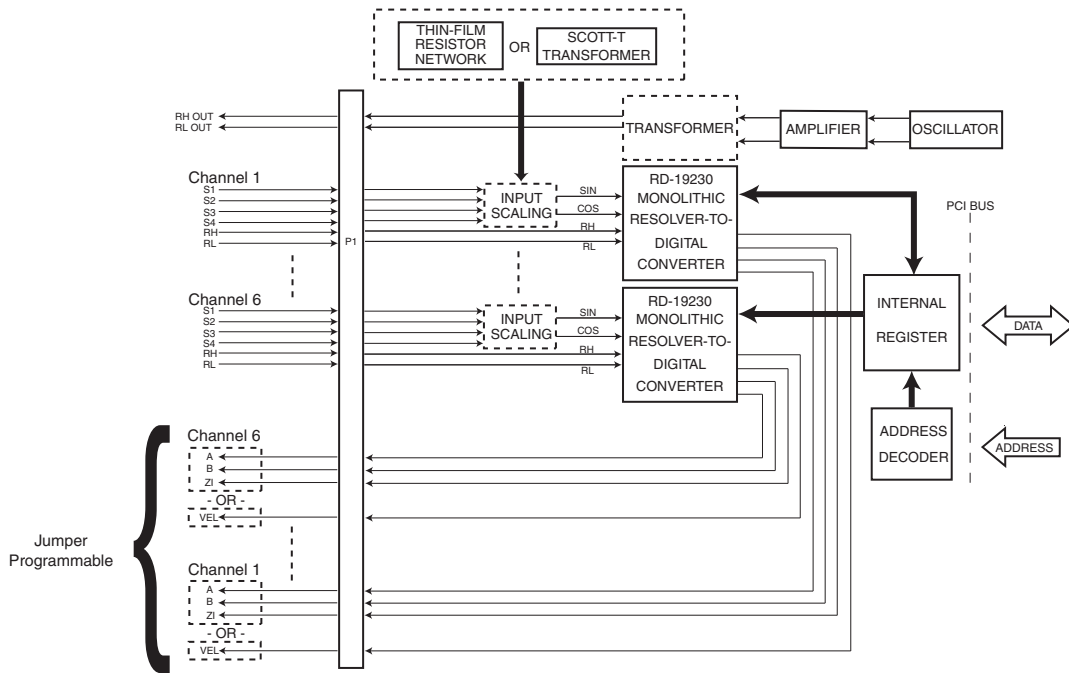 THIN-FILM
RESISTOR
NETWORK
OR
SCOTT-T
TRANSFORMER
RH OUT
RL OUT
TRANSFORMER
AMPLIFIER
OSCILLATOR
Channel 1
S1
S2
S3
S4
RH
RL
P1
INPUT
SCALING
SIN
COS
RH
RL
RD-19230
MONOLITHIC
RESOLVER-TO-
DIGITAL
CONVERTER
PCI BUS
Channel 6
S1
S2
S3
S4
RH
RL
INPUT
SCALING
SIN
COS
RH
RL
RD-19230
MONOLITHIC
RESOLVER-TO-
DIGITAL
CONVERTER
INTERNAL
REGISTER
DATA
ADDRESS
DECODER
ADDRESS
Jumper
Programmable
Channel 6
A
B
ZI
- OR -
VEL
Channel 1
A
B
ZI
- OR -
VEL